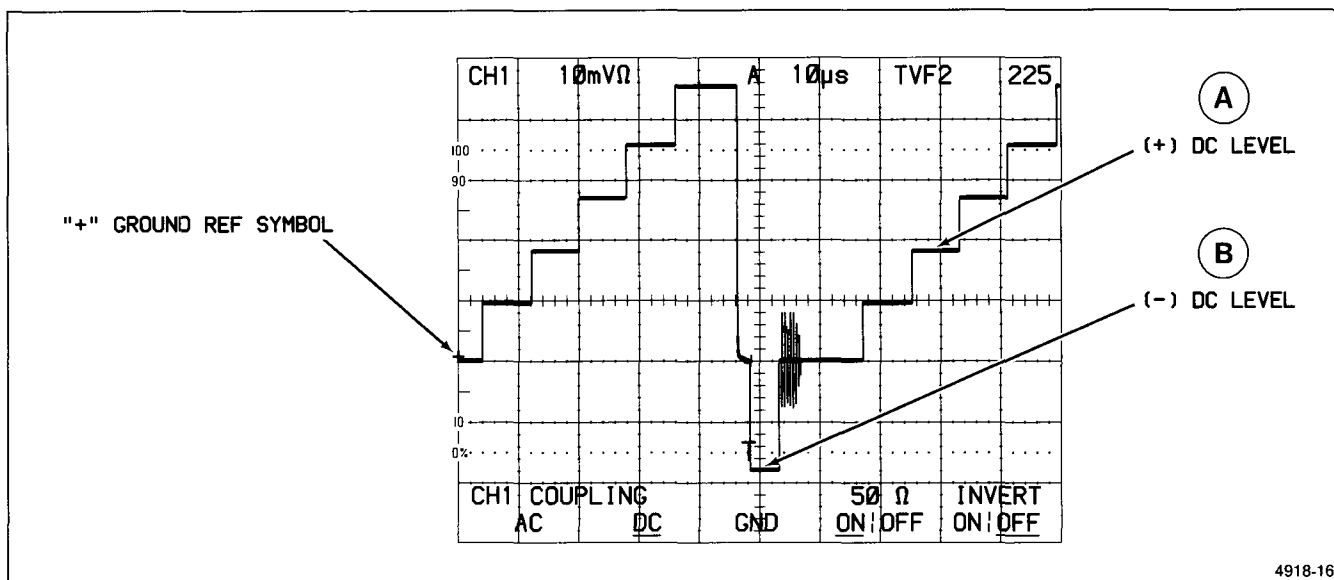 CH1 10mVΩ A 10µs TVF2 225
A
(+) DC LEVEL
100
90
"+" GROUND REF SYMBOL
B
(-) DC LEVEL
10
0%
T
CH1 COUPLING 50 Ω INVERT
AC DC GND ON¦OFF ON¦OFF
4918-16